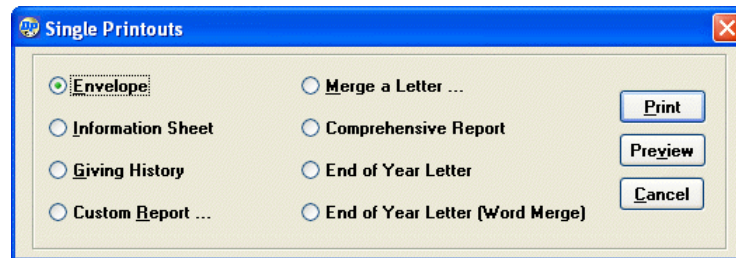 Single Printouts
Envelope
Merge a Letter ...
Information Sheet
Comprehensive Report
Giving History
End of Year Letter
Custom Report ...
End of Year Letter (Word Merge)
Print
Preview
Cancel